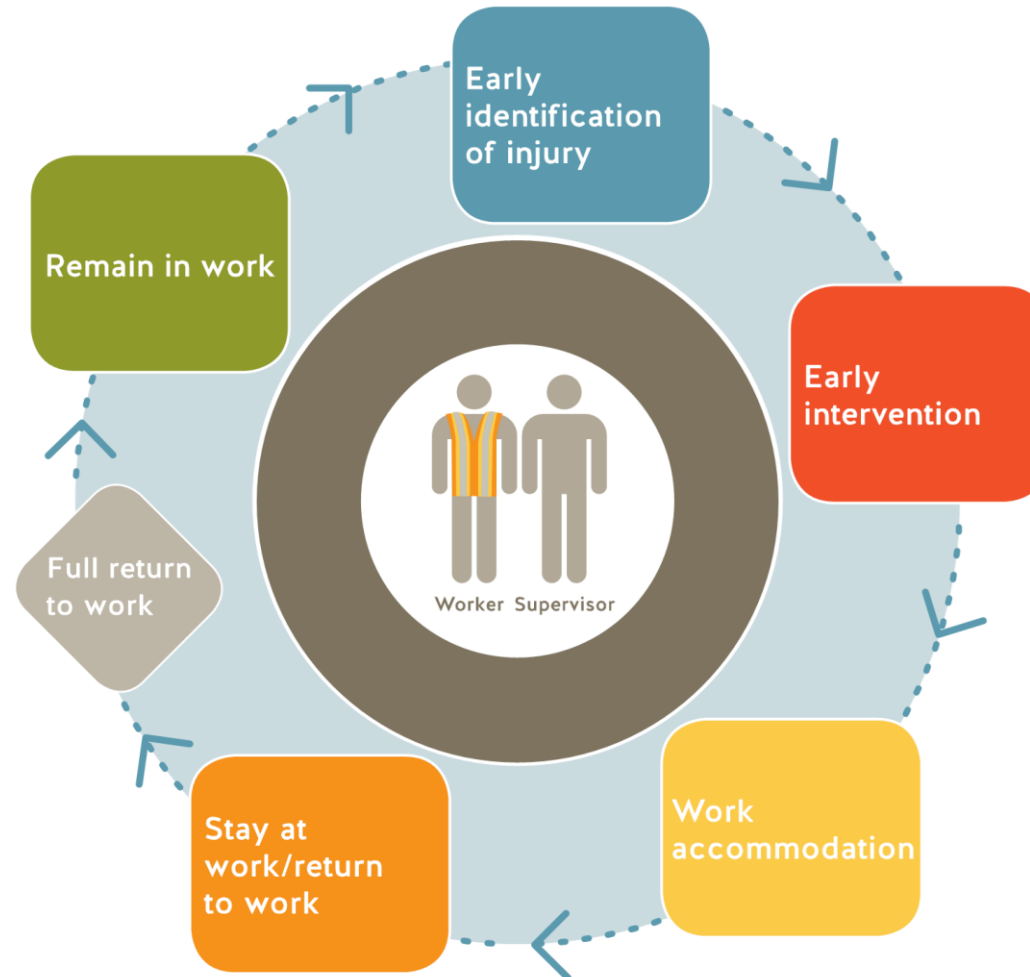 Early
identification
of injury
Early
intervention
Work
accommodation
Stay at
work/return
to work
Full return
to work
Remain in work
Worker Supervisor